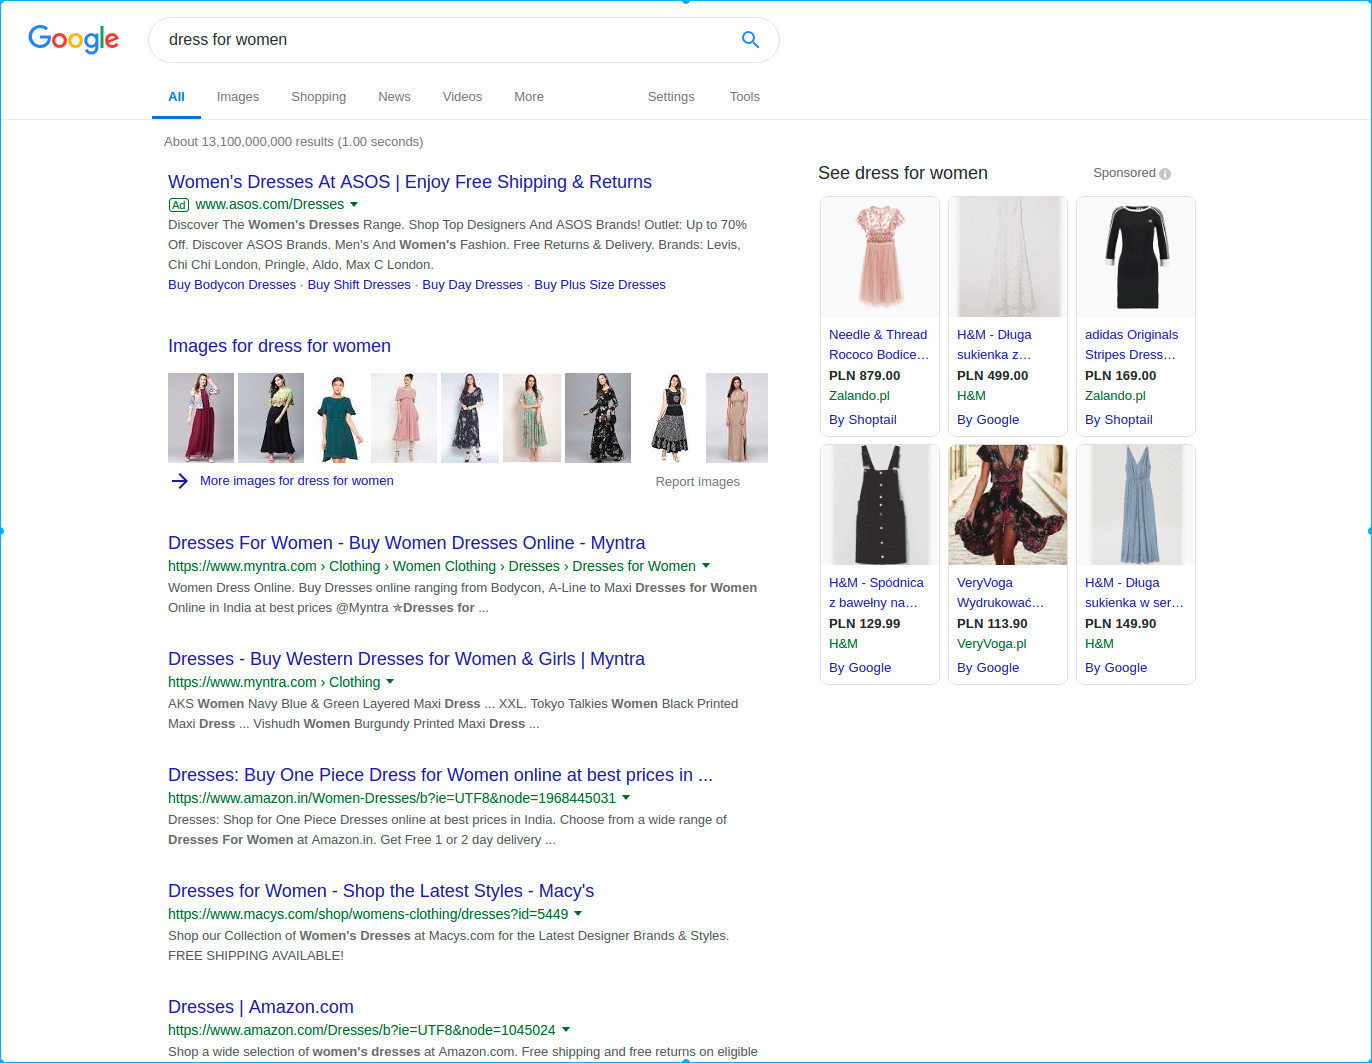 Google
dress for women
All Images Shopping News Videos More Settings Tools
About 13,100,000,000 results (1.00 seconds)
Women's Dresses At ASOS | Enjoy Free Shipping & Returns
Ad www.asos.com/Dresses
Discover The Women's Dresses Range. Shop Top Designers And ASOS Brands! Outlet: Up to 70%
Off. Discover ASOS Brands. Men's And Women's Fashion. Free Returns & Delivery. Brands: Levis,
Chi Chi London, Pringle, Aldo, Max C London.
Buy Bodycon Dresses · Buy Shift Dresses · Buy Day Dresses · Buy Plus Size Dresses
Images for dress for women
More images for dress for women
Report images
Dresses For Women - Buy Women Dresses Online - Myntra
https://www.myntra.com › Clothing › Women Clothing › Dresses › Dresses for Women
Women Dress Online. Buy Dresses online ranging from Bodycon, A-Line to Maxi Dresses for Women
Online in India at best prices @Myntra ✯Dresses for ...
Dresses - Buy Western Dresses for Women & Girls | Myntra
https://www.myntra.com › Clothing
AKS Women Navy Blue & Green Layered Maxi Dress ... XXL. Tokyo Talkies Women Black Printed
Maxi Dress ... Vishudh Women Burgundy Printed Maxi Dress ...
Dresses: Buy One Piece Dress for Women online at best prices in ...
https://www.amazon.in/Women-Dresses/b?ie=UTF8&node=1968445031
Dresses: Shop for One Piece Dresses online at best prices in India. Choose from a wide range of
Dresses For Women at Amazon.in. Get Free 1 or 2 day delivery ...
Dresses for Women - Shop the Latest Styles - Macy's
https://www.macys.com/shop/womens-clothing/dresses?id=5449
Shop our Collection of Women's Dresses at Macys.com for the Latest Designer Brands & Styles.
FREE SHIPPING AVAILABLE!
Dresses | Amazon.com
https://www.amazon.com/Dresses/b?ie=UTF8&node=1045024
Shop a wide selection of women's dresses at Amazon.com. Free shipping and free returns on eligible
See dress for women
Sponsored
Needle & Thread
Rococo Bodice…
PLN 879.00
Zalando.pl
By Shoptail
H&M - Długa
sukienka z…
PLN 499.00
H&M
By Google
adidas Originals
Stripes Dress…
PLN 169.00
Zalando.pl
By Shoptail
H&M - Spódnica
z bawełny na…
PLN 129.99
H&M
By Google
VeryVoga
Wydrukować…
PLN 113.90
VeryVoga.pl
By Google
H&M - Długa
sukienka w ser…
PLN 149.90
H&M
By Google